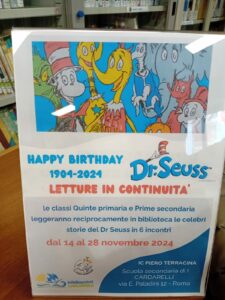 HAPPY BIRTHDAY
1904-2024
Dr. Seuss
LETTURE IN CONTINUITA'
le classi Quinte primaria e Prime secondaria
leggeranno reciprocamente in biblioteca le celebri
storie del Dr Seuss in 6 incontri
dal 14 al 28 novembre 2024
IC PIERO TERRACINA
Scuola secondaria di I
CARDARELLI
via E. Paladini 12 - Roma